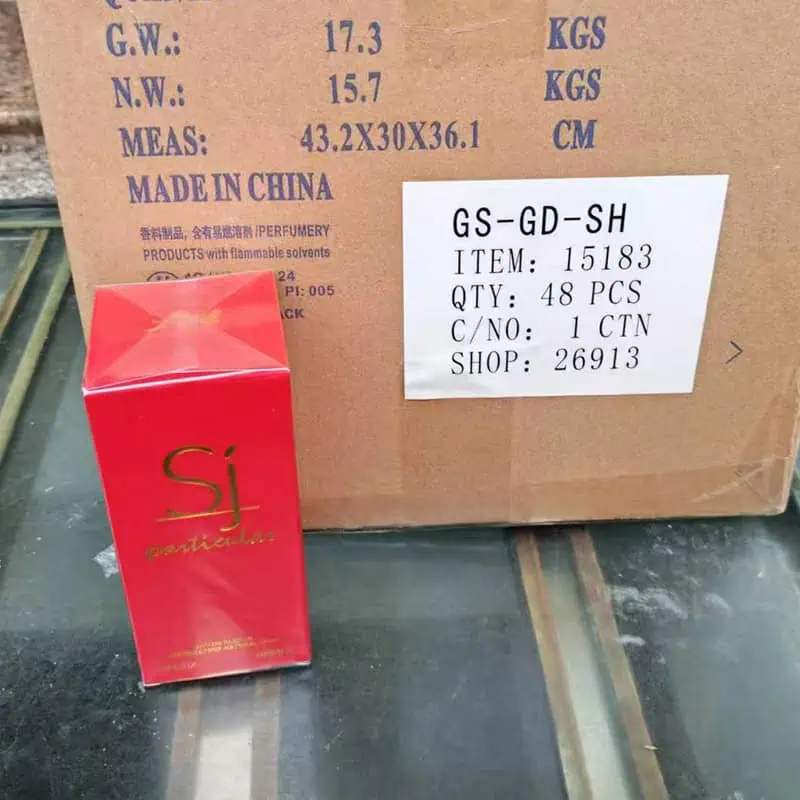 G.W.: 17.3 KGS
N.W.: 15.7 KGS
MEAS: 43.2X30X36.1 CM
MADE IN CHINA
香料制品, 含有易燃溶剂 /PERFUMERY
PRODUCTS with flammable solvents
24
PI: 005
GS-GD-SH
ITEM: 15183
QTY: 48 PCS
C/NO: 1 CTN
SHOP: 26913
Sj
particular